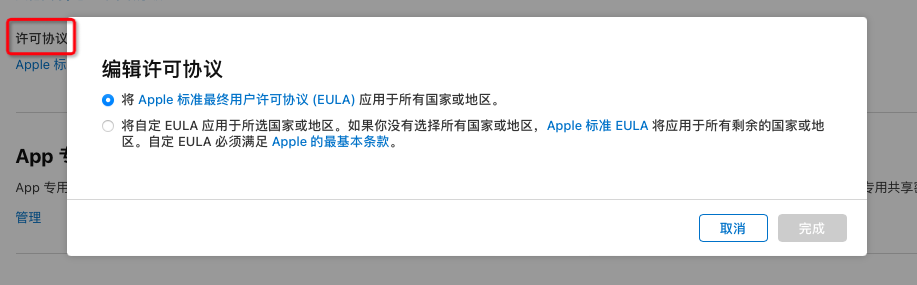 许可协议
Apple 标
编辑许可协议
将 Apple 标准最终用户许可协议 (EULA) 应用于所有国家或地区。
将自定 EULA 应用于所选国家或地区。如果你没有选择所有国家或地区，Apple 标准 EULA 将应用于所有剩余的国家或地
区。自定 EULA 必须满足 Apple 的最基本条款。
App 专
App 专用
专用共享密
管理
取消
完成